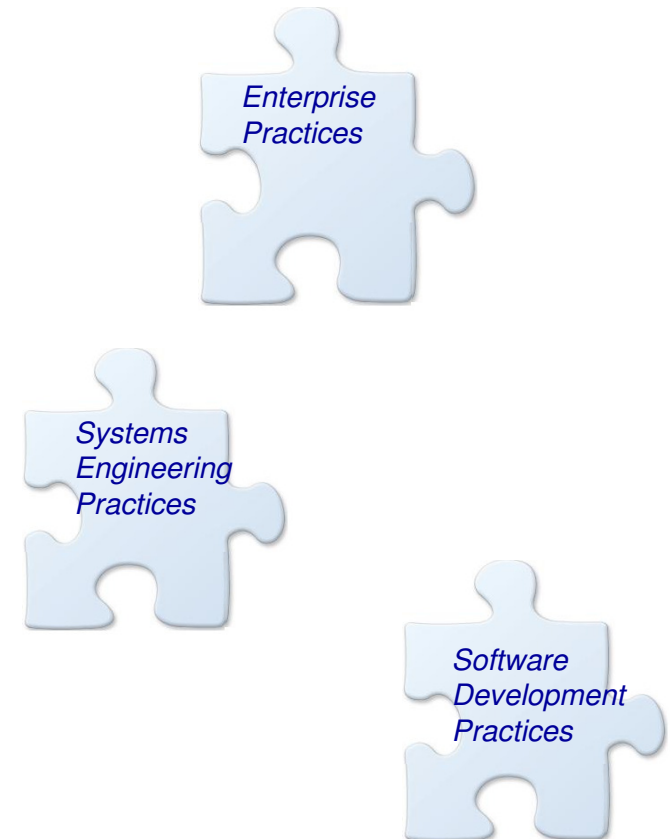 Enterprise
Practices
Systems
Engineering
Practices
Software
Development
Practices